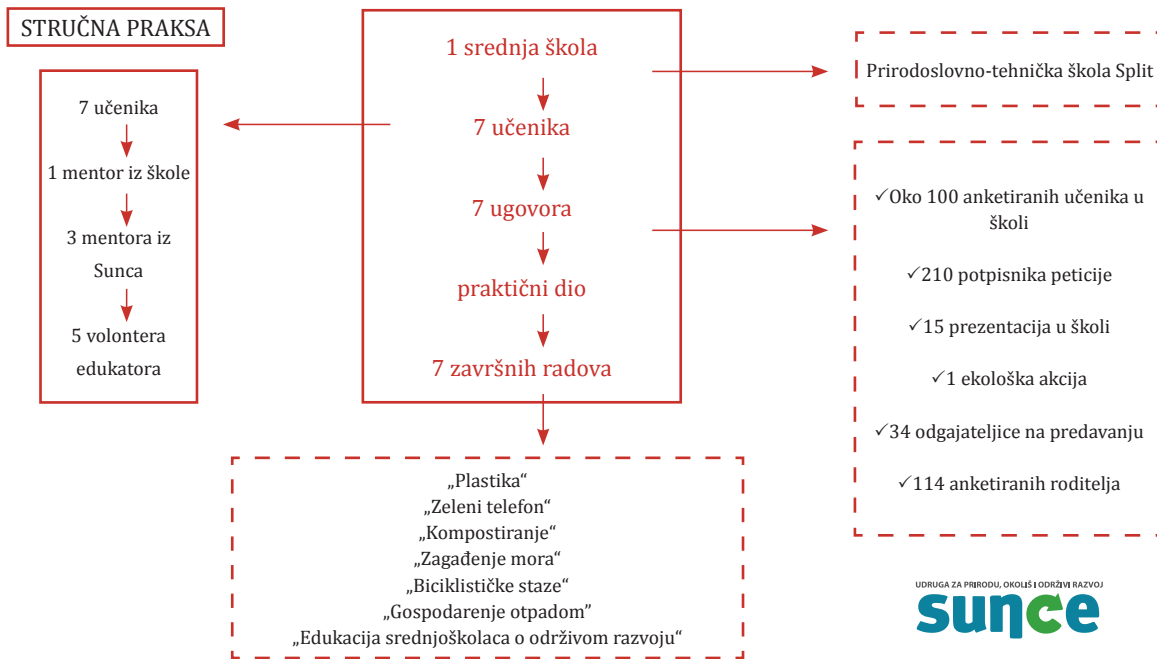 STRUČNA PRAKSA
7 učenika
1 mentor iz škole
3 mentora iz
Sunca
5 volontera
edukatora
1 srednja škola
7 učenika
7 ugovora
praktični dio
7 završnih radova
Prirodoslovno-tehnička škola Split
✓Oko 100 anketiranih učenika u
školi
✓210 potpisnika peticije
✓15 prezentacija u školi
✓1 ekološka akcija
✓34 odgajateljice na predavanju
✓114 anketiranih roditelja
„Plastika“
„Zeleni telefon“
„Kompostiranje“
„Zagađenje mora“
„Biciklističke staze“
„Gospodarenje otpadom”
„Edukacija srednjoškolaca o održivom razvoju“
UDRUGA ZA PRIRODU, OKOLIŠ I ODRŽIVI RAZVOJ
sunce